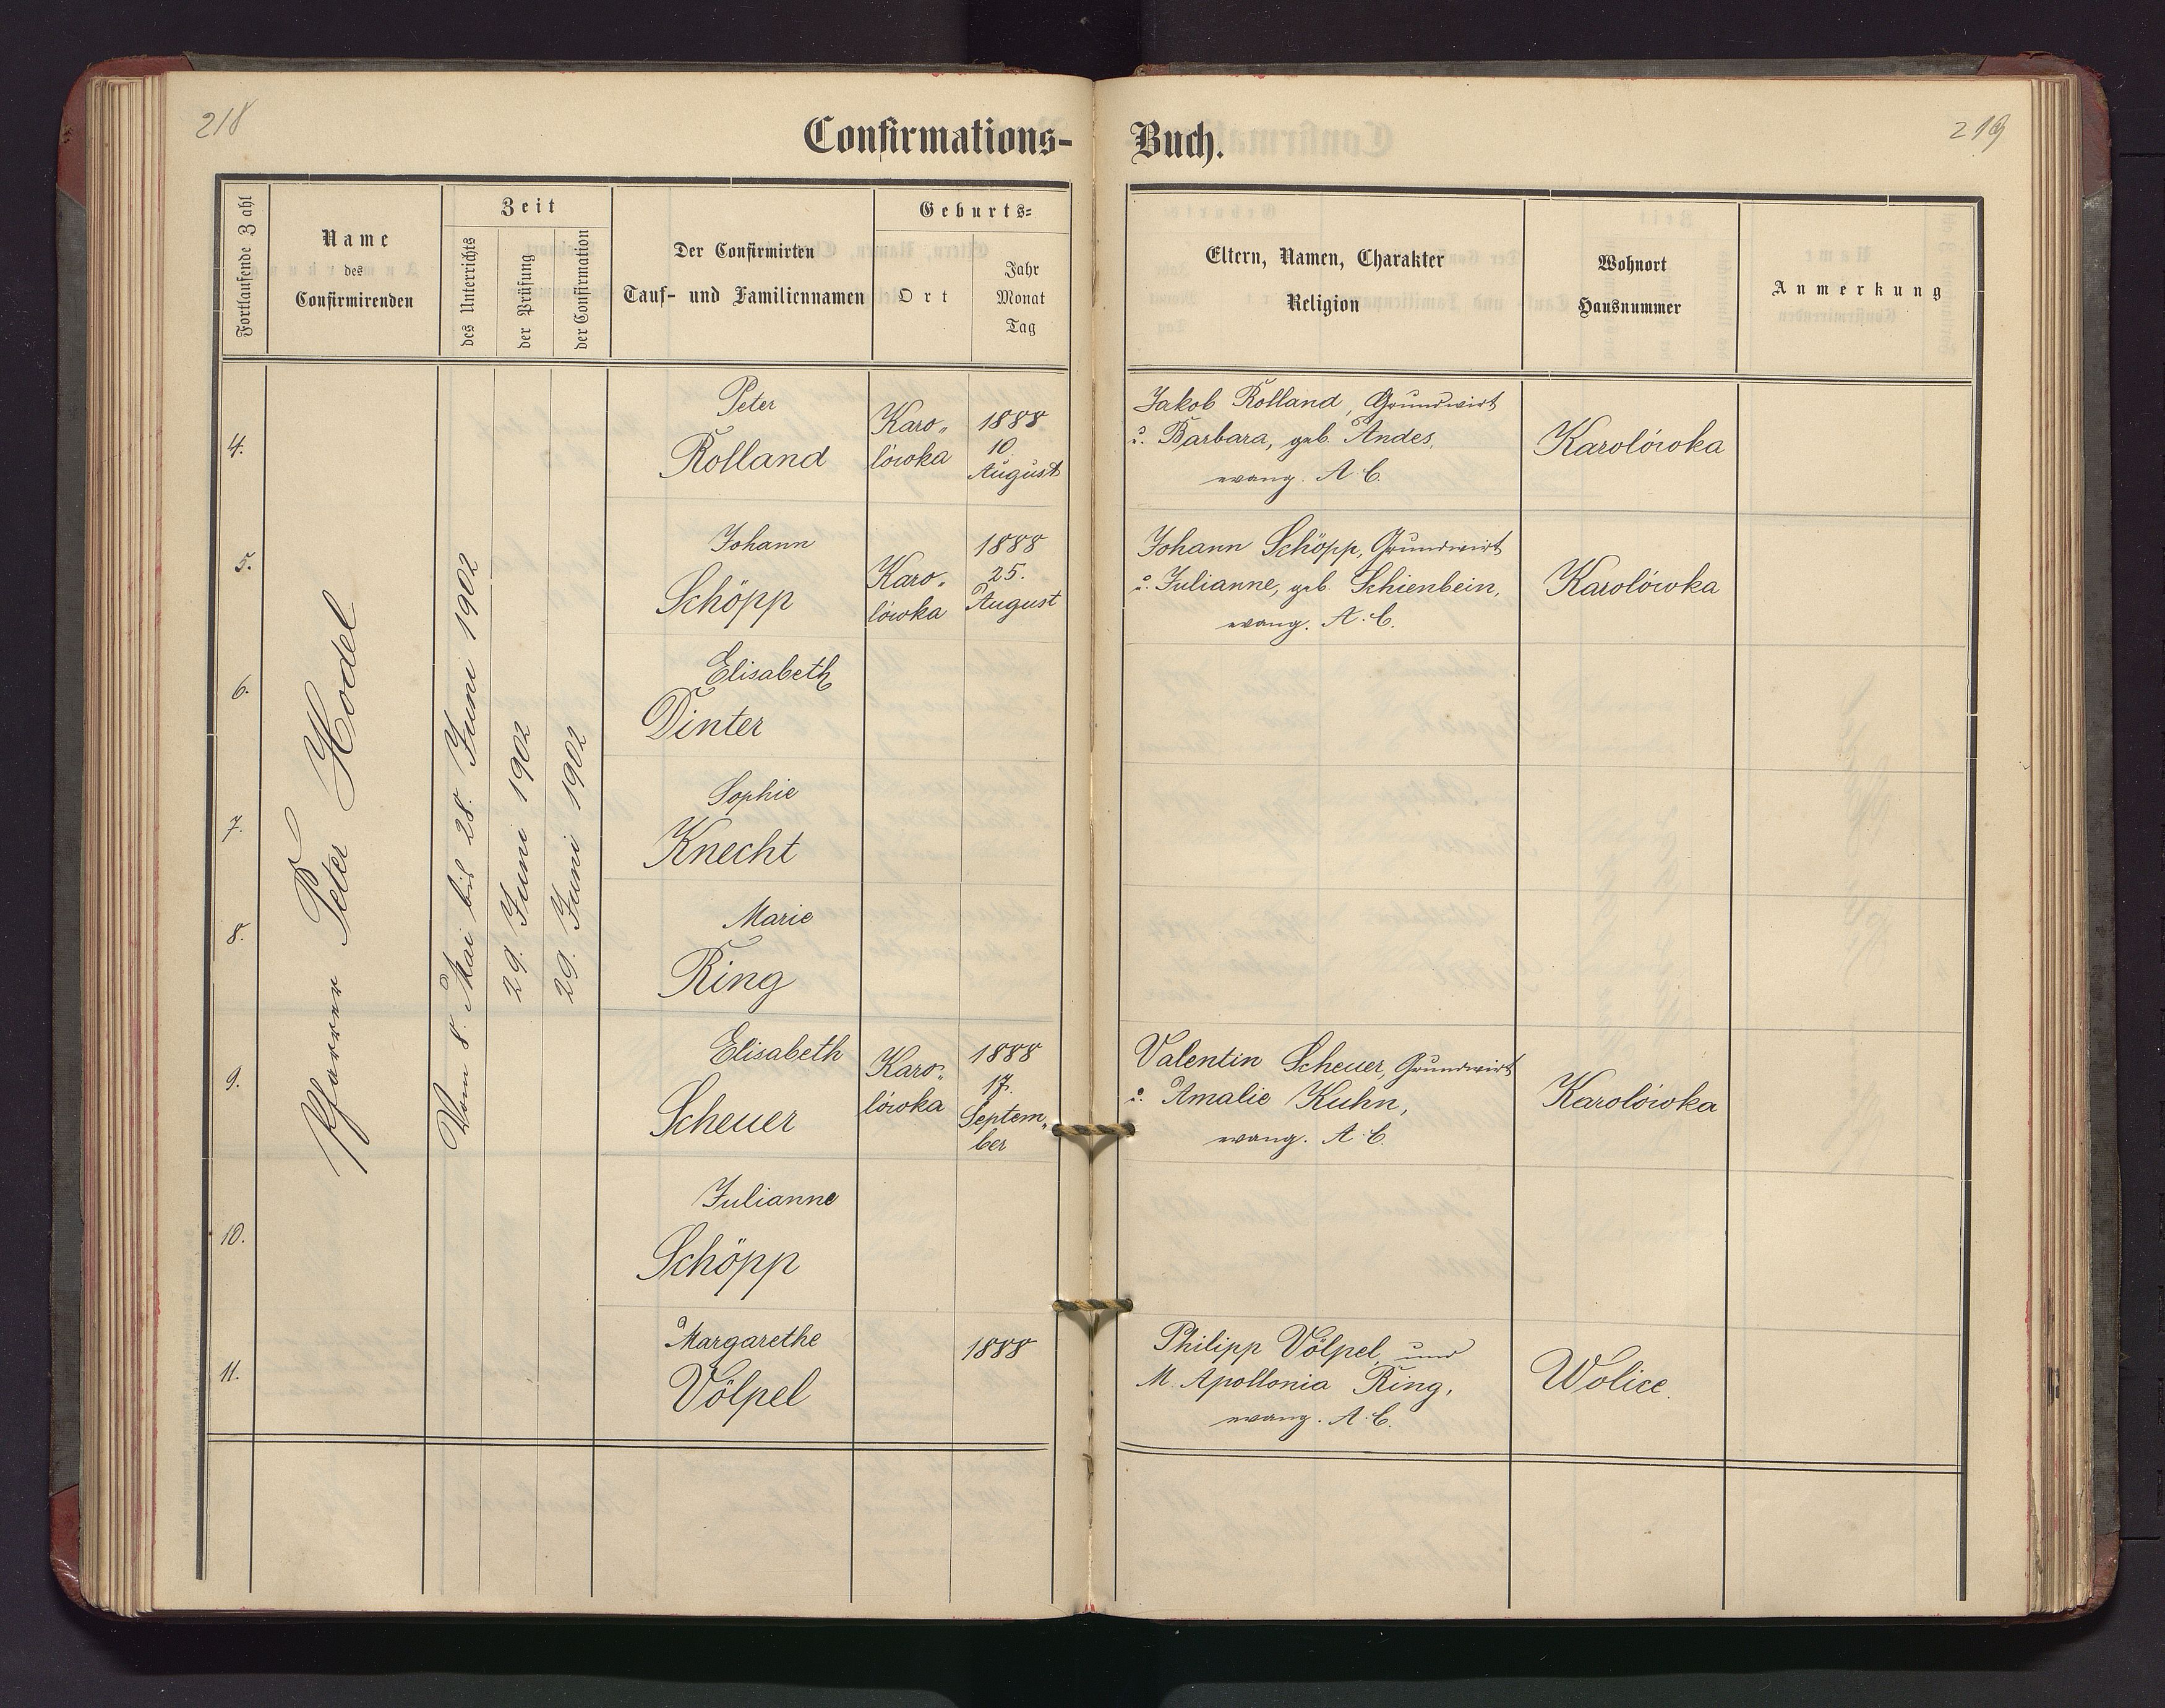 218
Confirmations-
Fortlaufende Zahl
Name
des
Confirmirenden
Zeit
des Unterrichts
der Prüfung
der Confirmation
Der Confirmirten
Tauf- und Familiennamen
Geburts-
Ort
Jahr
Monat
Tag
Pfarrer Peter Hodel
Vom 8. Mai bis 28. Juni 1902
29. Juni 1902
29. Juni 1902
4.
Peter
Rolland
Karo„
lówka
1888
10.
August
5.
Johann
Schöpp
Karo„
lówka
1888
25.
August
6.
Elisabeth
Dinter
7.
Sophie
Knecht
8.
Marie
Ring
9.
Elisabeth
Scheuer
Karo„
lówka
1888
17.
Septem„
ber
10.
Julianne
Schöpp
11.
Margarethe
Völpel
1888
219
Buch.
Eltern, Namen, Charakter
Religion
Wohnort
Hausnummer
Anmerkung
Jakob Rolland, Grundwirt
u. Barbara, geb. Andes,
evang. A. C.
Karolówka
Johann Schöpp, Grundwirt
u. Julianne, geb. Schienbein,
evang. A. C.
Karolówka
Valentin Scheuer, Grundwirt
u. Amalie Kuhn,
evang. A. C.
Karolówka
Philipp Völpel und
M. Apollonia Ring,
evang. A. C.
Wolice.